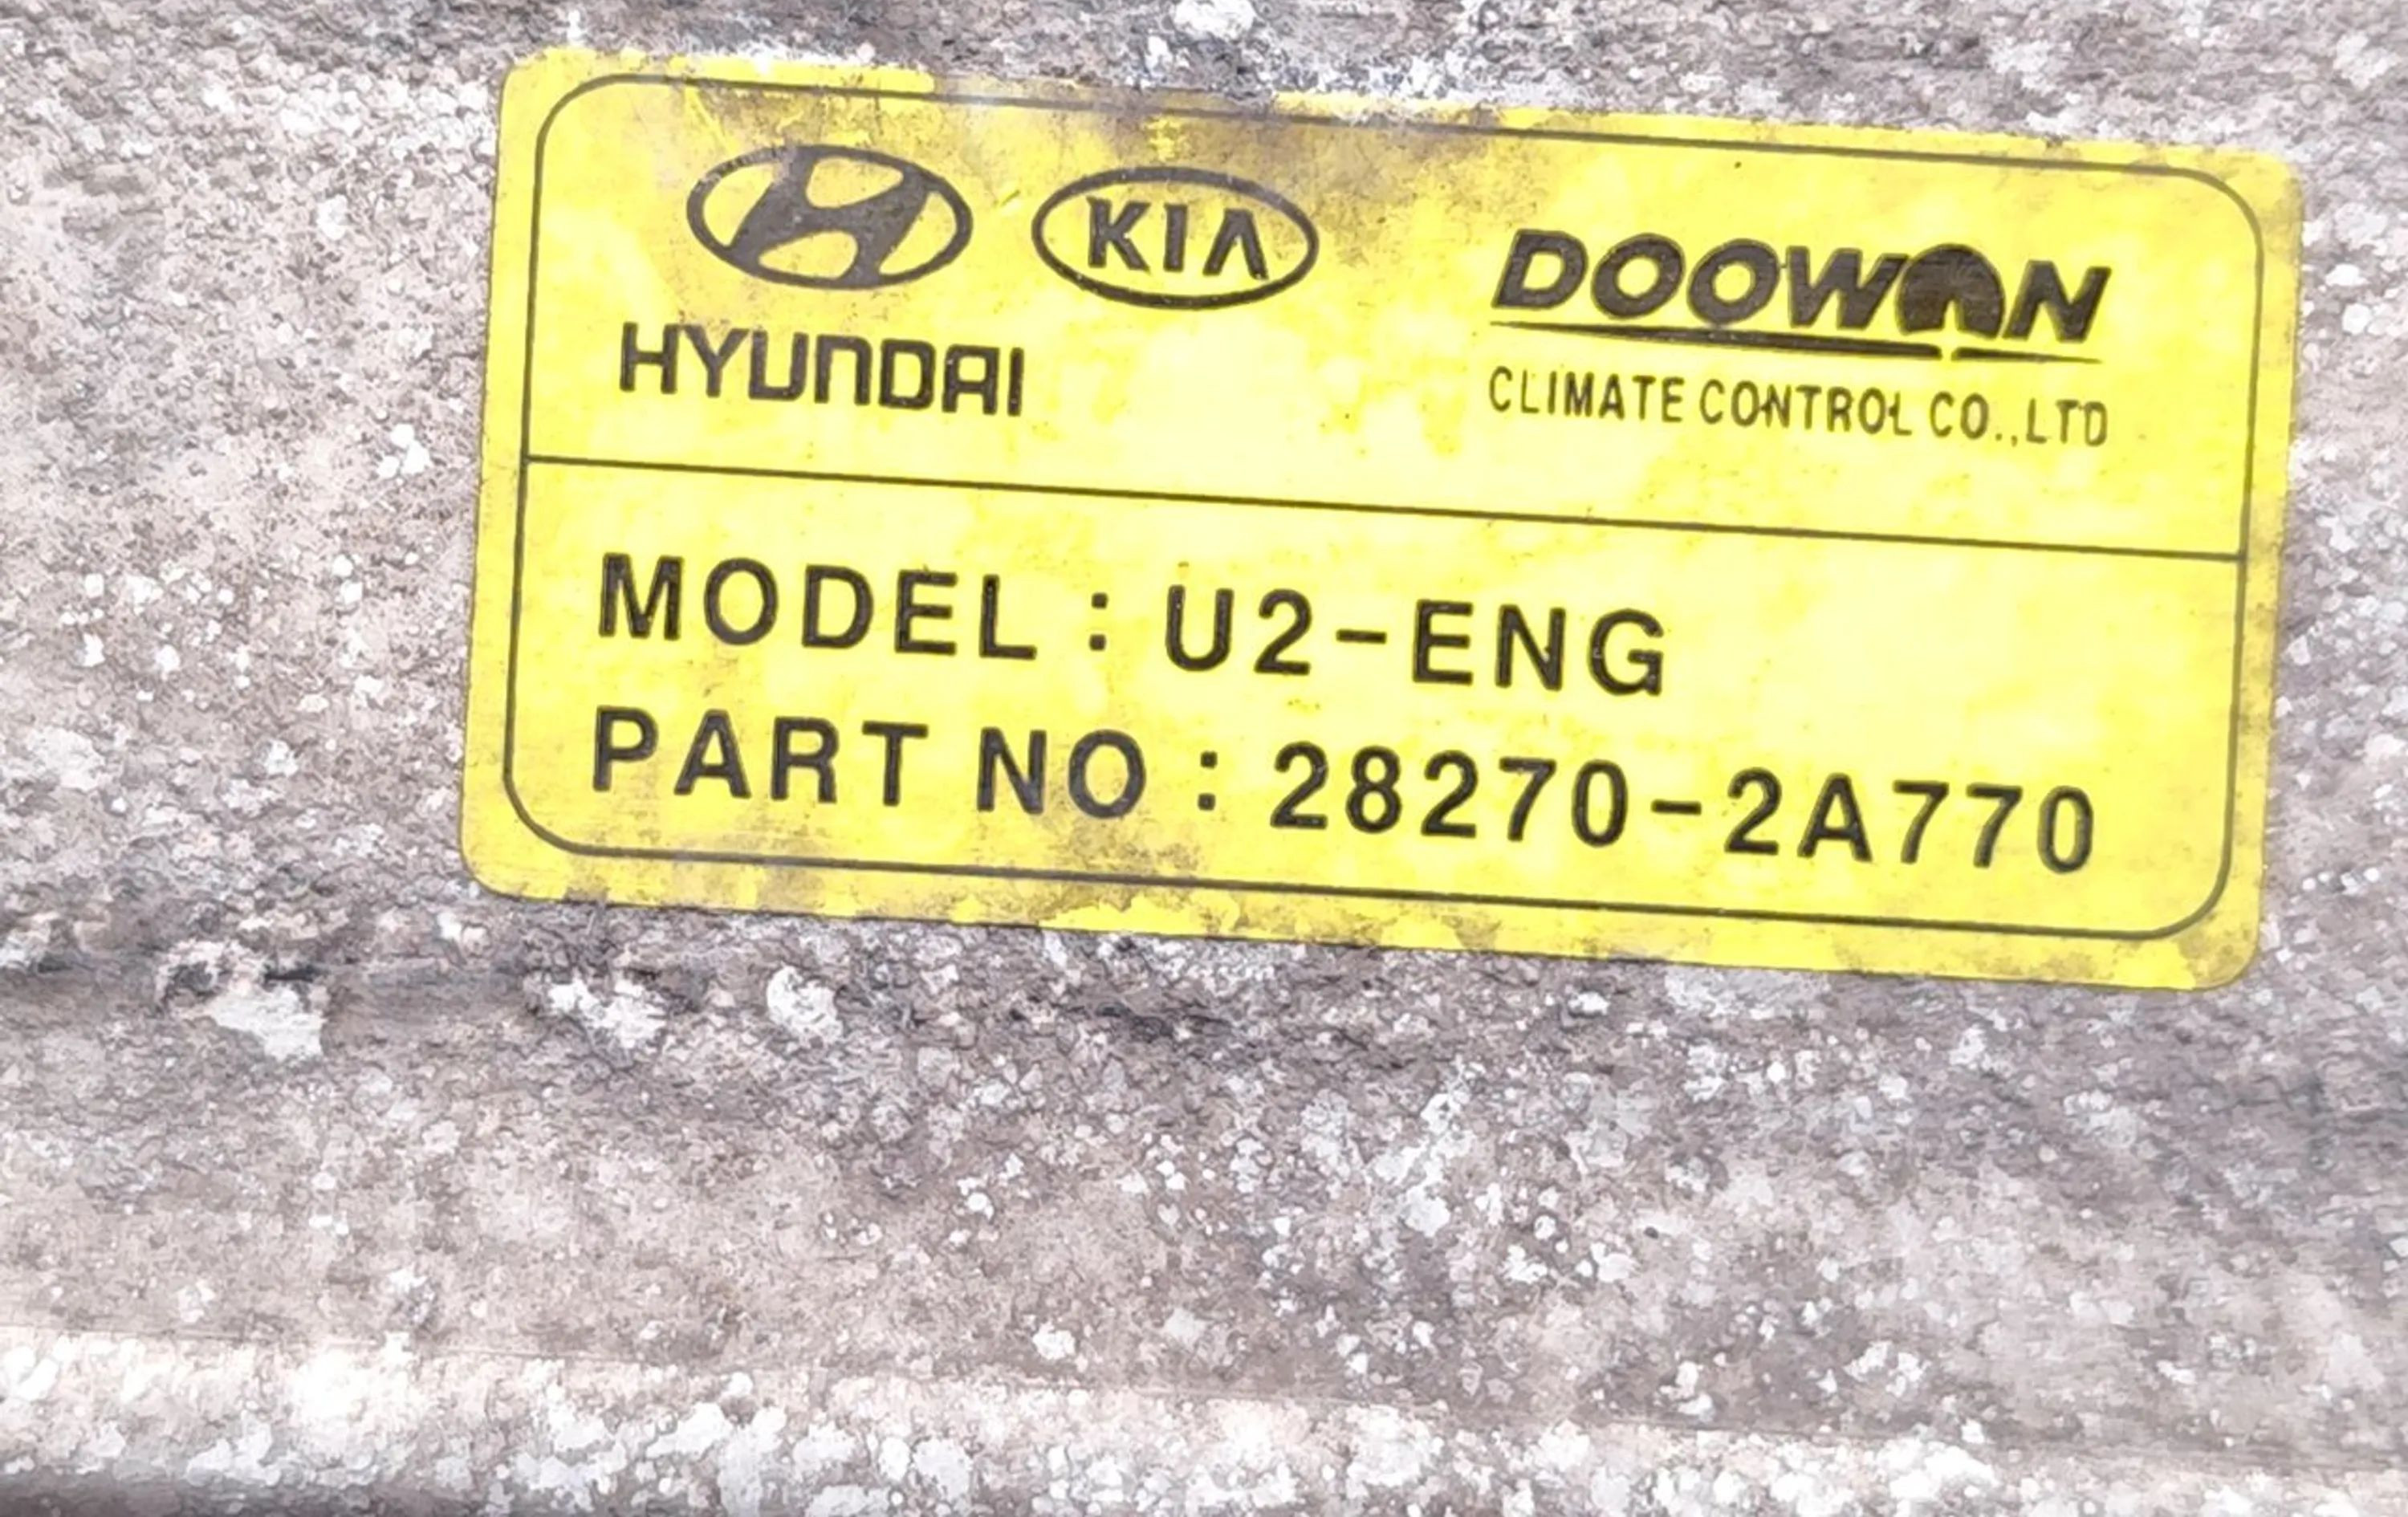 KIA
HYUNDAI
DOOWON
CLIMATE CONTROL CO.,LTD
MODEL : U2-ENG
PART NO : 28270-2A770